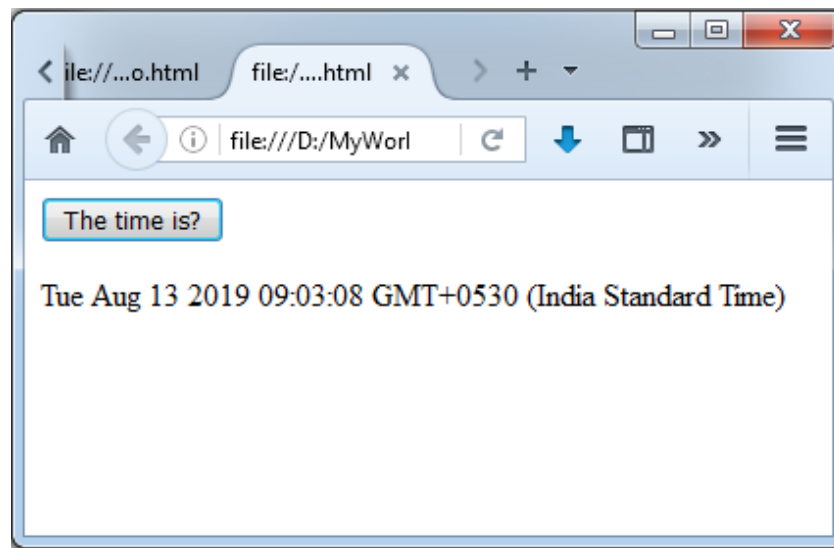 ile://...o.html file:/....html
file:///D:/MyWorl
The time is?
Tue Aug 13 2019 09:03:08 GMT+0530 (India Standard Time)